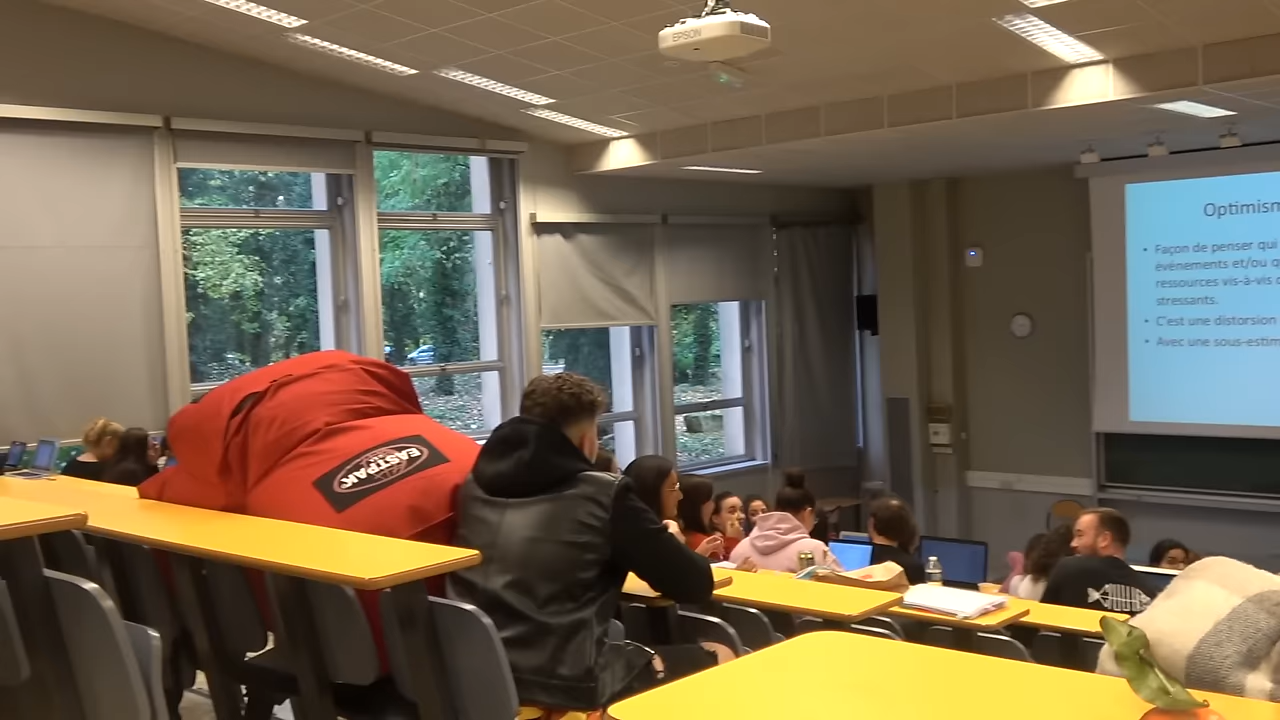 EPSON
Optimism
• Façon de penser qui
événements et/ou q
ressources vis-à-vis
stressants.
• C'est une distorsion
• Avec une sous-estim
EASTPAK